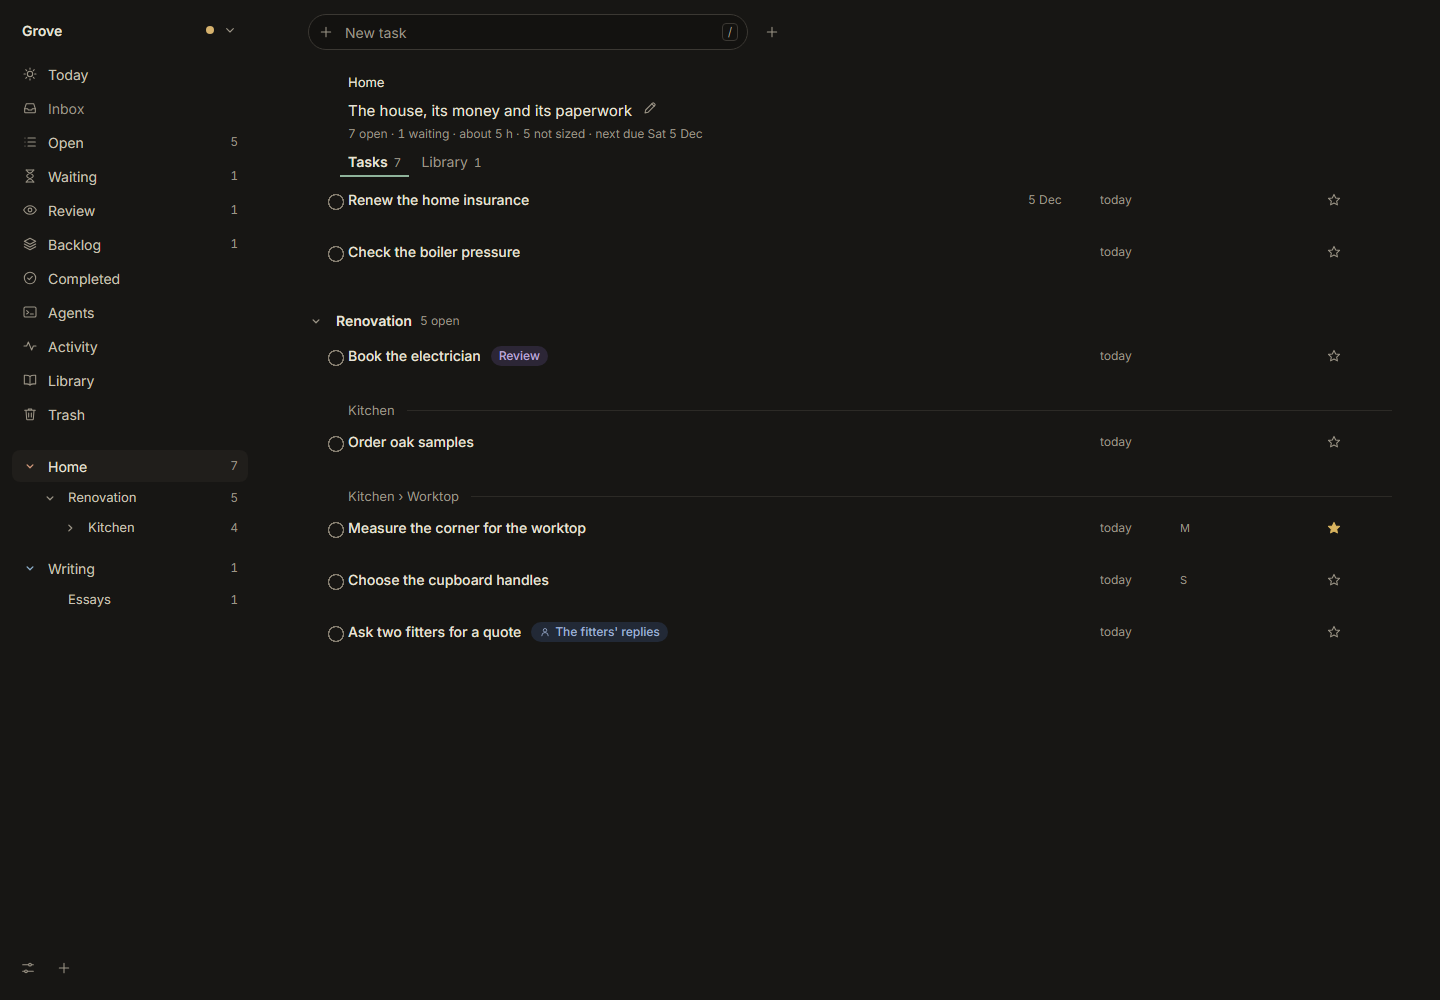 Grove
Today
Inbox
Open 5
Waiting 1
Review 1
Backlog 1
Completed
Agents
Activity
Library
Trash
Home 7
Renovation 5
Kitchen 4
Writing 1
Essays 1
New task /
Home
The house, its money and its paperwork
7 open · 1 waiting · about 5 h · 5 not sized · next due Sat 5 Dec
Tasks 7 Library 1
Renew the home insurance 5 Dec today
Check the boiler pressure today
Renovation 5 open
Book the electrician Review today
Kitchen
Order oak samples today
Kitchen › Worktop
Measure the corner for the worktop today M
Choose the cupboard handles today S
Ask two fitters for a quote The fitters' replies today